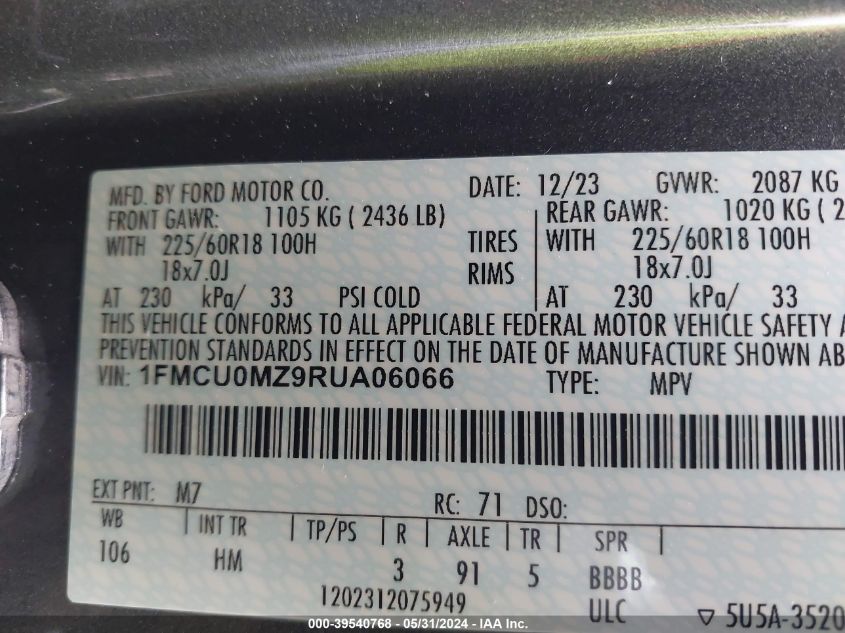 MFD. BY FORD MOTOR CO. DATE: 12/23 GVWR: 2087 KG
FRONT GAWR: 1105 KG ( 2436 LB) REAR GAWR: 1020 KG ( 2
WITH 225/60R18 100H TIRES WITH 225/60R18 100H
18x7.0J RIMS 18x7.0J
AT 230 kPa/ 33 PSI COLD AT 230 kPa/ 33
THIS VEHICLE CONFORMS TO ALL APPLICABLE FEDERAL MOTOR VEHICLE SAFETY A
PREVENTION STANDARDS IN EFFECT ON THE DATE OF MANUFACTURE SHOWN AB
VIN: 1FMCU0MZ9RUA06066 TYPE: MPV
EXT PNT: M7 RC: 71 DSO:
WB | INT TR | TP/PS | R | AXLE | TR | SPR |
106 HM 3 91 5 BBBB
1202312075949 ULC ▽ 5U5A-3520
000-39540768 - 05/31/2024 - IAA Inc.